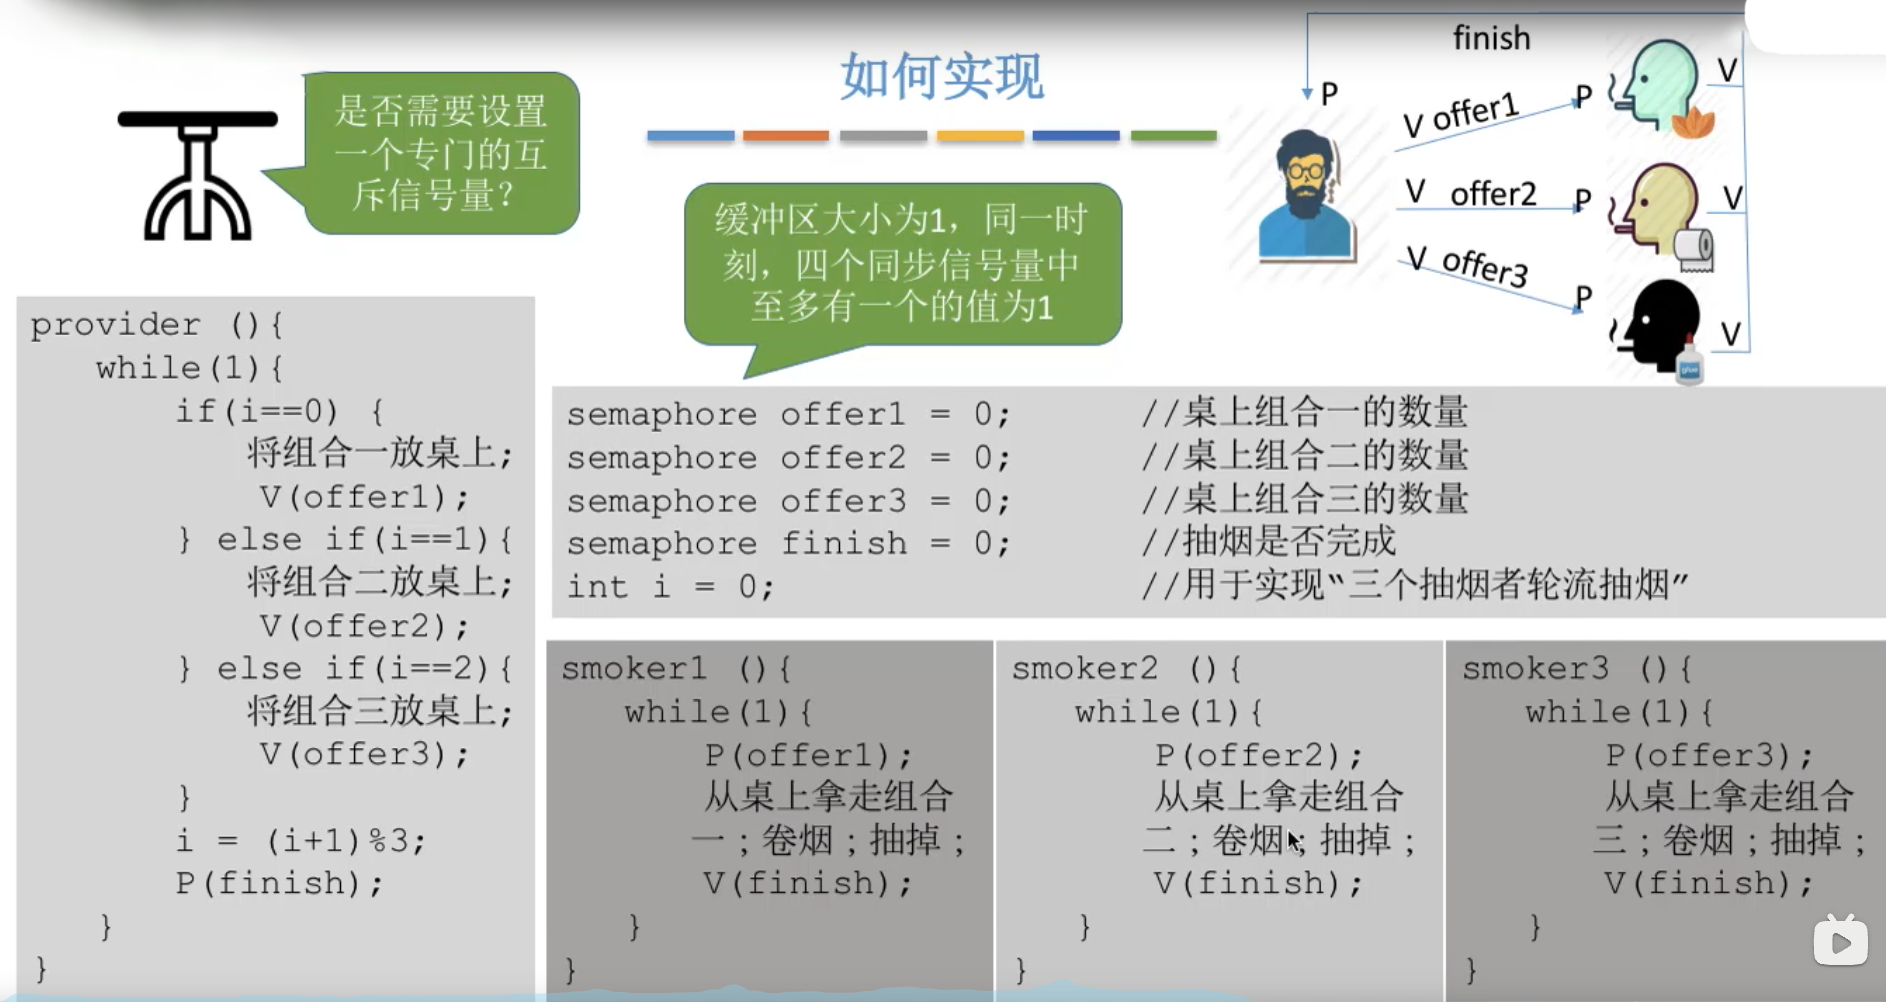 如何实现
是否需要设置
一个专门的互
斥信号量?
缓冲区大小为1，同一时
刻，四个同步信号量中
至多有一个的值为1
finish
P
V offer1
P
V
V offer2
P
V
V offer3
P
V
glue
provider (){
while(1){
if(i==0) {
将组合一放桌上;
V(offer1);
} else if(i==1){
将组合二放桌上;
V(offer2);
} else if(i==2){
将组合三放桌上;
V(offer3);
}
i = (i+1)%3;
P(finish);
}
}
semaphore offer1 = 0; //桌上组合一的数量
semaphore offer2 = 0; //桌上组合二的数量
semaphore offer3 = 0; //桌上组合三的数量
semaphore finish = 0; //抽烟是否完成
int i = 0; //用于实现“三个抽烟者轮流抽烟”
smoker1 (){
while(1){
P(offer1);
从桌上拿走组合
一；卷烟；抽掉；
V(finish);
}
}
smoker2 (){
while(1){
P(offer2);
从桌上拿走组合
二；卷烟；抽掉；
V(finish);
}
}
smoker3 (){
while(1){
P(offer3);
从桌上拿走组合
三；卷烟；抽掉；
V(finish);
}
}